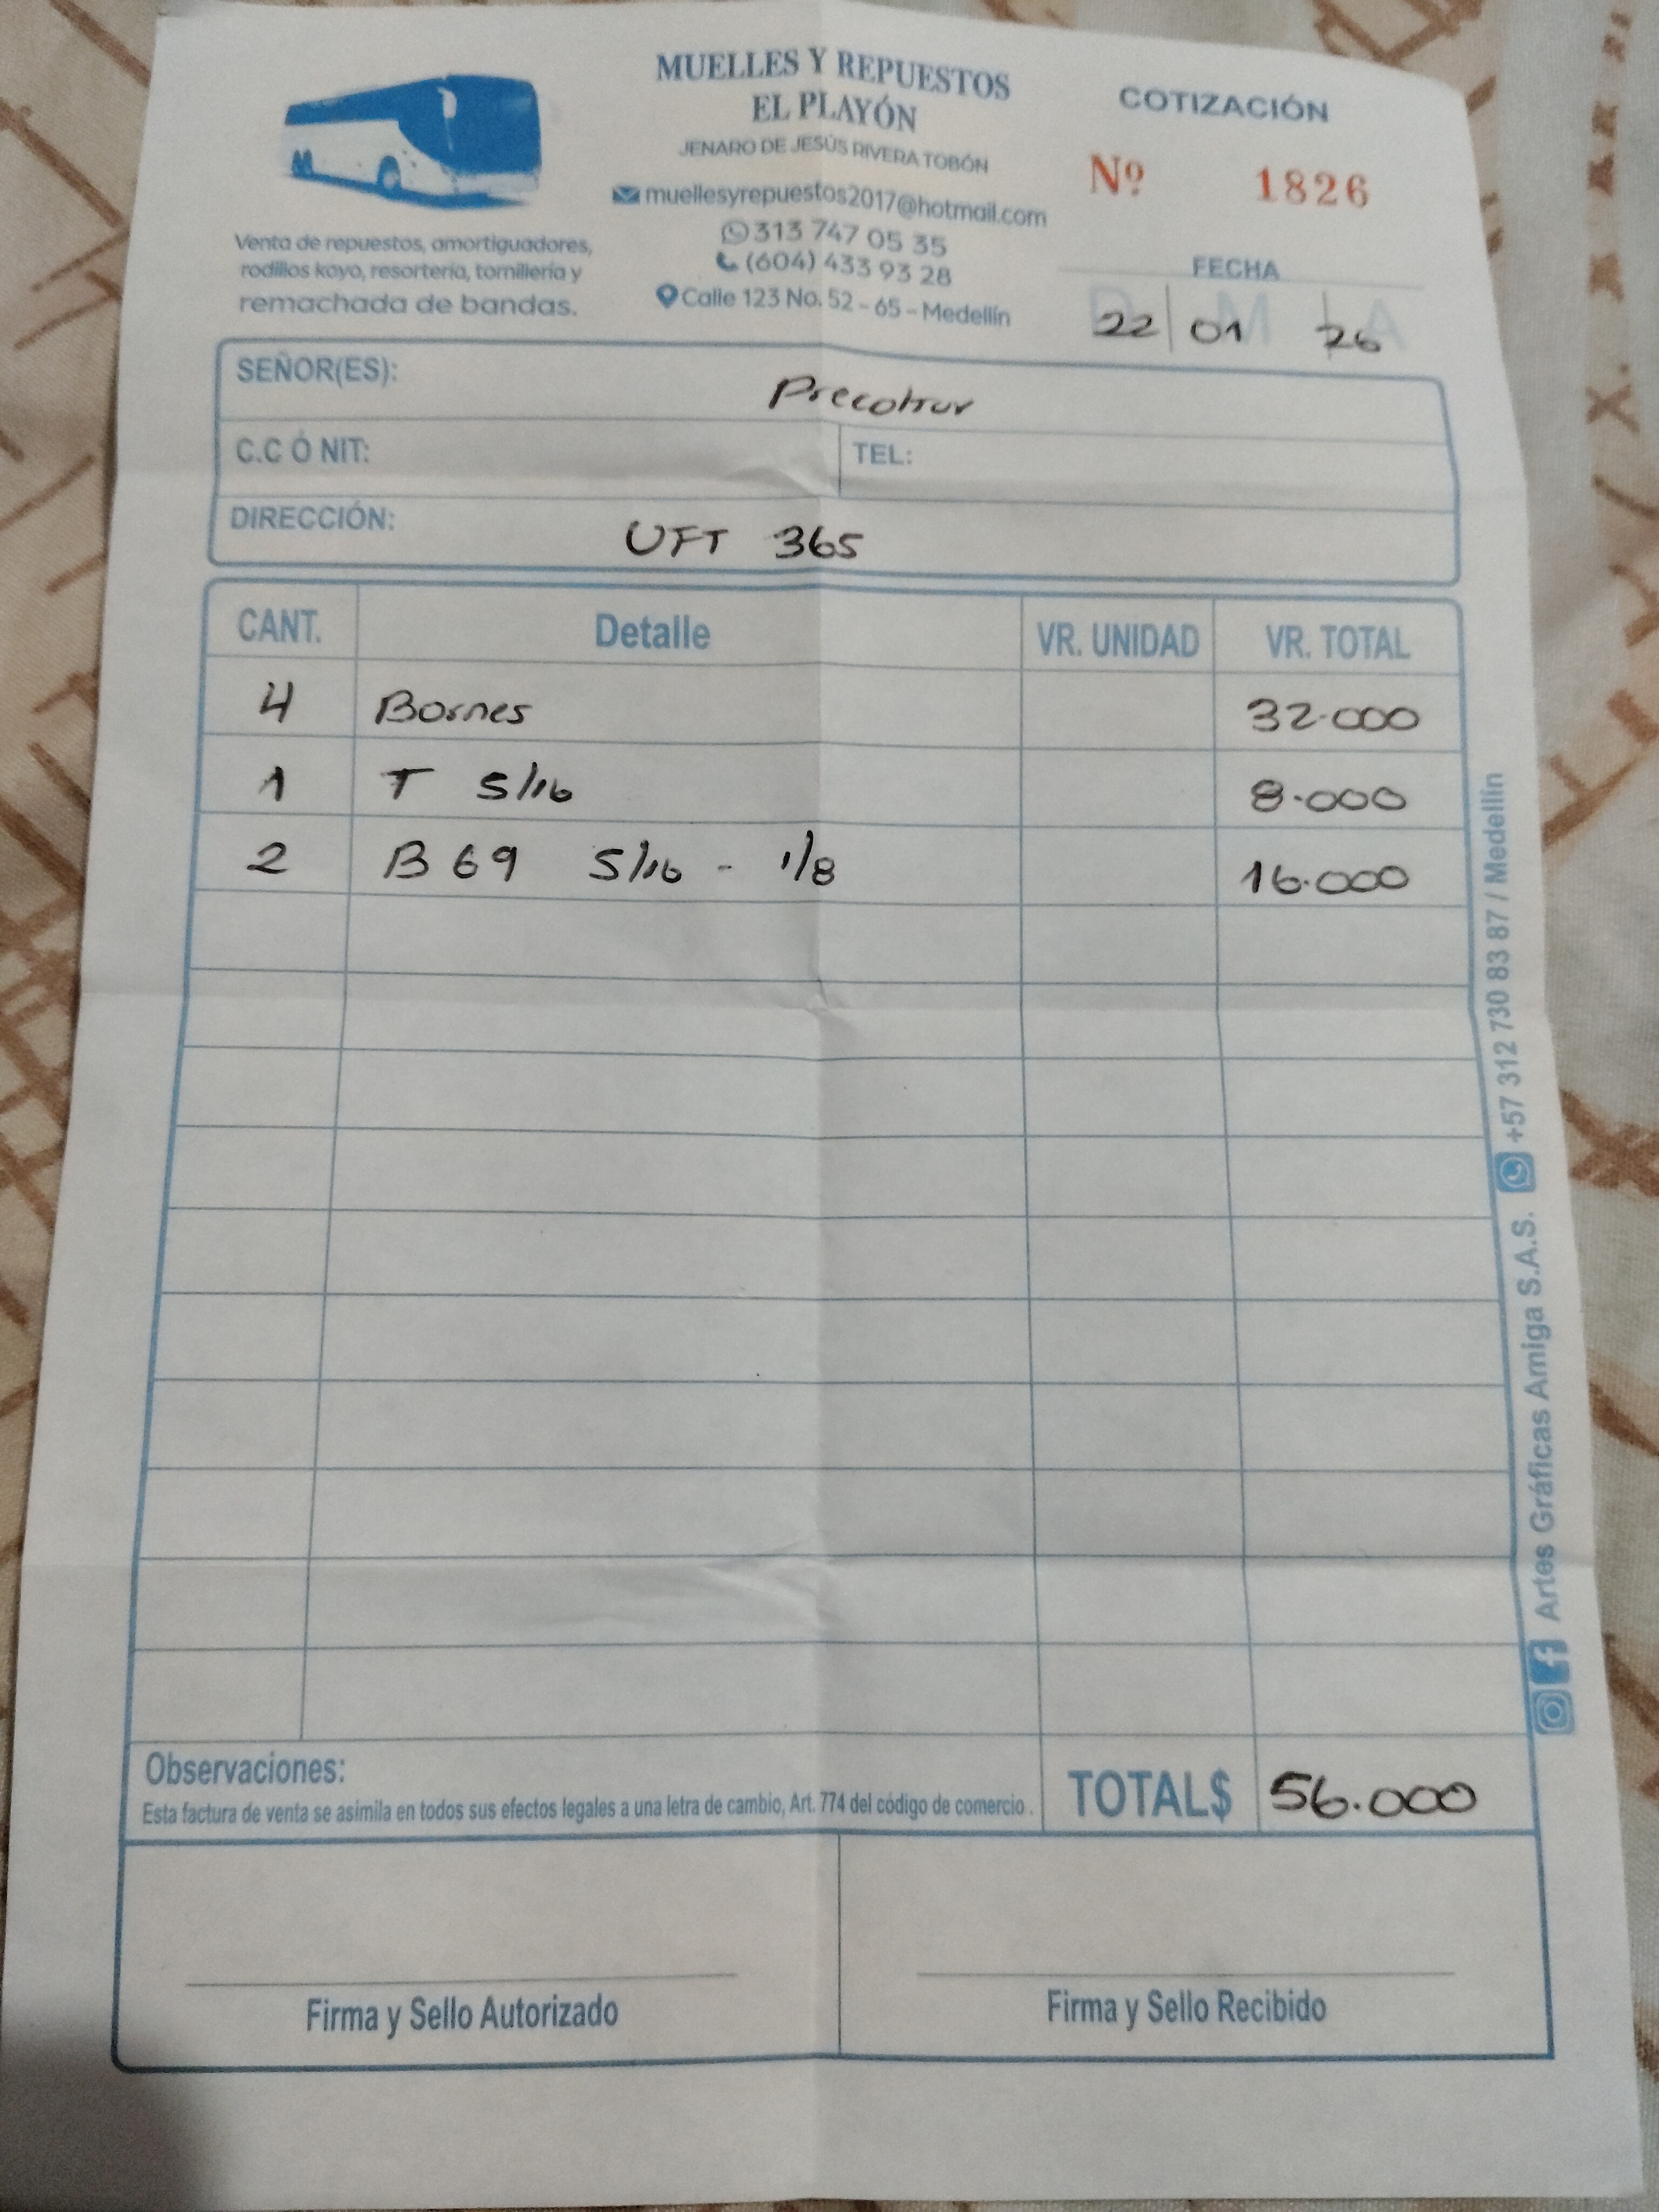 MUELLES Y REPUESTOS
EL PLAYÓN
JENARO DE JESÚS RIVERA TOBÓN
muellesyrepuestos2017@hotmail.com
313 747 05 35
(604) 433 93 28
Calle 123 No. 52 - 65 - Medellín
Venta de repuestos, amortiguadores,
rodillos koyo, resortería, tornillería y
remachada de bandas.
COTIZACIÓN
Nº 1826
FECHA
D M A
22 01 26
SEÑOR(ES): Precotur
C.C Ó NIT: TEL:
DIRECCIÓN: UFT 365
CANT. Detalle VR. UNIDAD VR. TOTAL
4 Bornes 32.000
1 T 5/16 8.000
2 B 69 5/16 - 1/8 16.000
Observaciones:
Esta factura de venta se asimila en todos sus efectos legales a una letra de cambio, Art. 774 del código de comercio.
TOTAL$ 56.000
Firma y Sello Autorizado Firma y Sello Recibido
Artes Gráficas Amiga S.A.S. +57 312 730 83 87 / Medellín